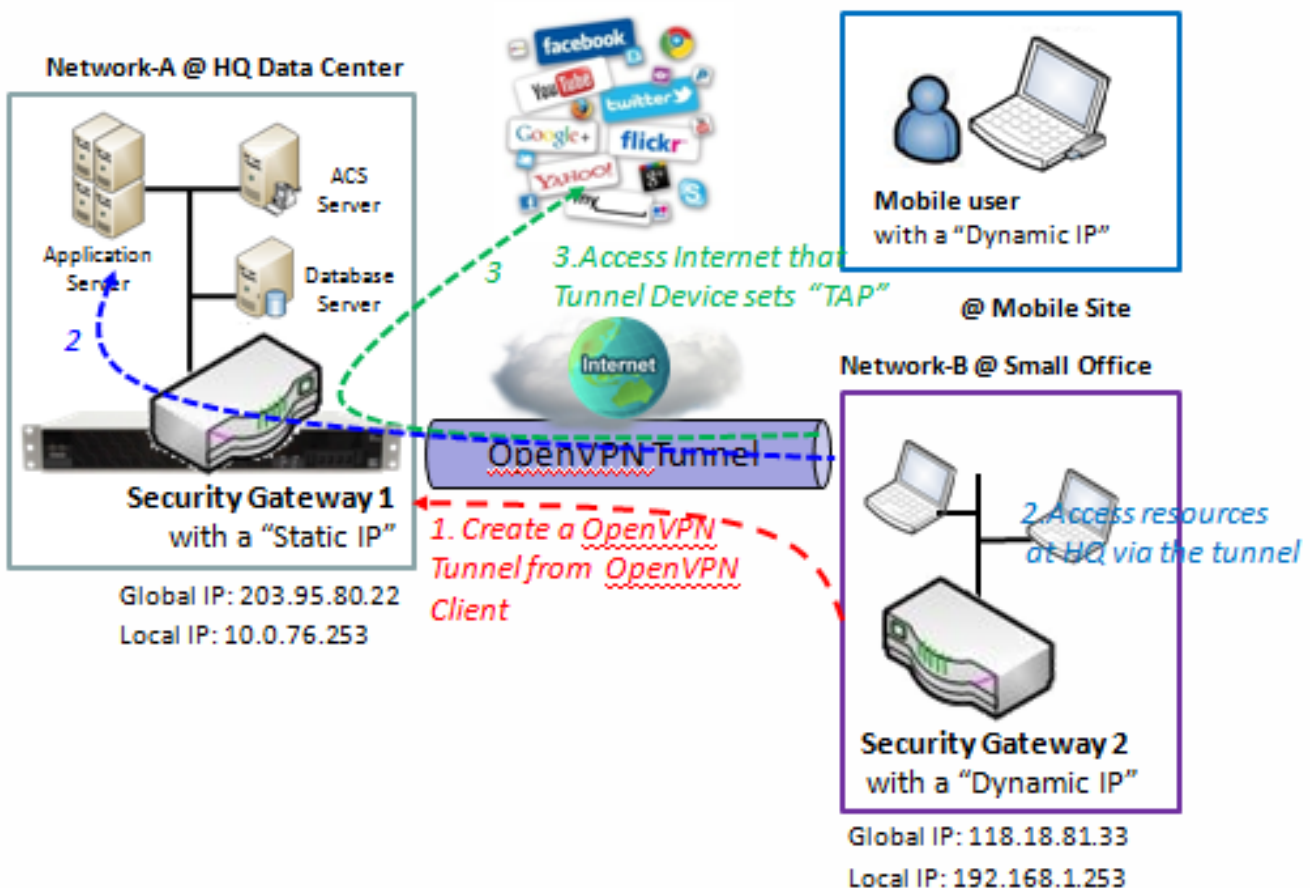 Network-A @ HQ Data Center
ACS
Server
Application
Server
Database
Server
2
Security Gateway 1
with a “Static IP”
Global IP: 203.95.80.22
Local IP: 10.0.76.253
facebook
YouTube
twitter
Google+
flickr
YAHOO!
my
g+
3
3.Access Internet that
Tunnel Device sets “TAP”
Internet
OpenVPN Tunnel
1. Create a OpenVPN
Tunnel from OpenVPN
Client
Mobile user
with a “Dynamic IP”
@ Mobile Site
Network-B @ Small Office
2.Access resources
at HQ via the tunnel
Security Gateway 2
with a “Dynamic IP”
Global IP: 118.18.81.33
Local IP: 192.168.1.253